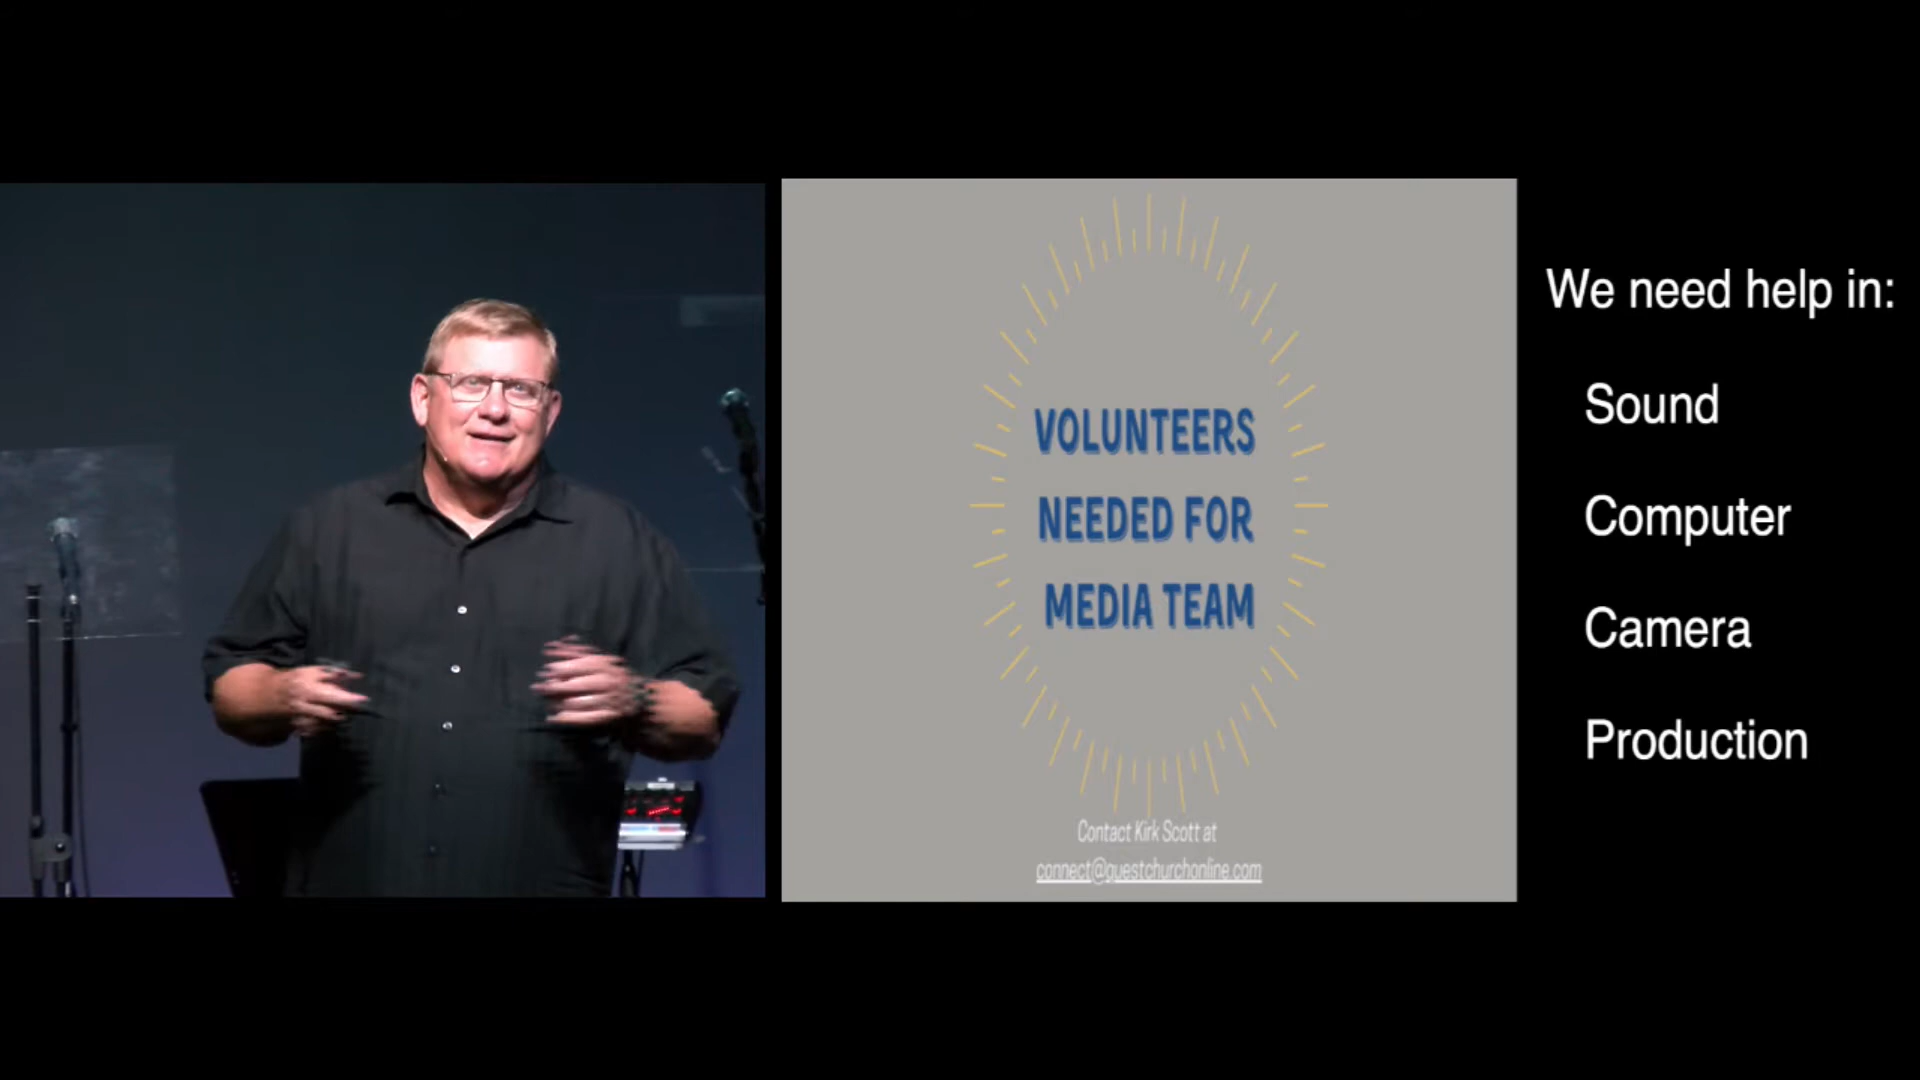 VOLUNTEERS
NEEDED FOR
MEDIA TEAM
Contact Kirk Scott at
connect@guestchurchonline.com
We need help in:
Sound
Computer
Camera
Production